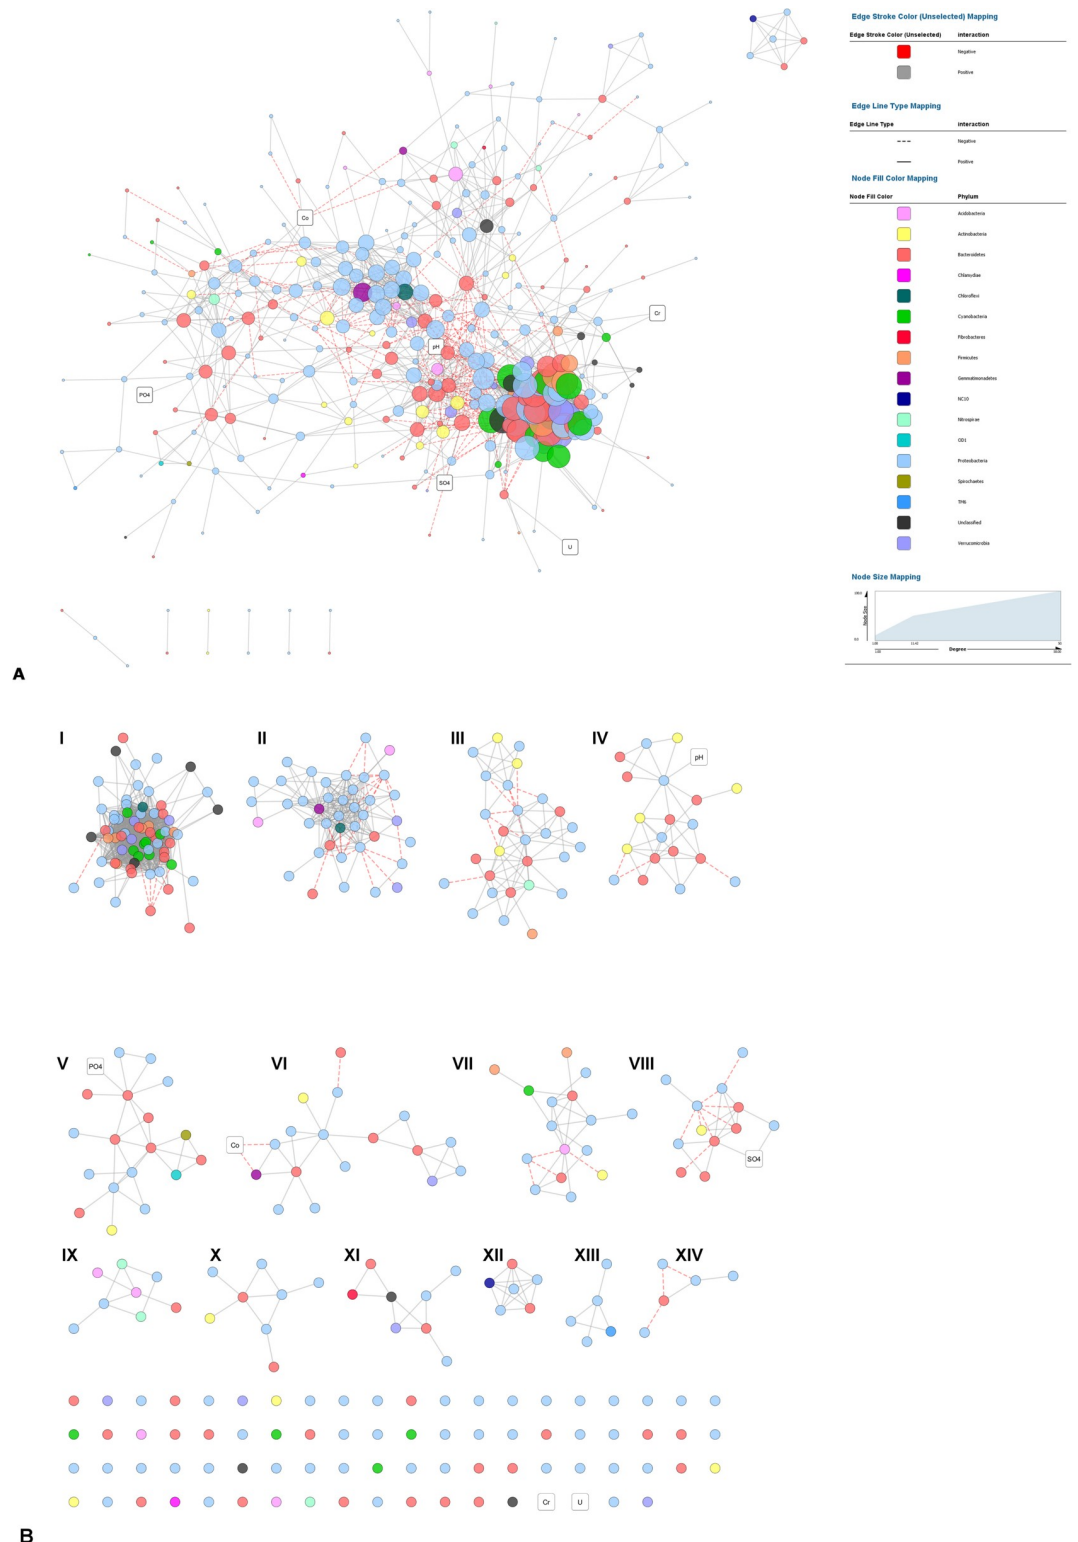 Edge Stroke Color (Unselected) Mapping
Edge Stroke Color (Unselected) interaction
Negative
Positive
Edge Line Type Mapping
Edge Line Type interaction
Negative
Positive
Node Fill Color Mapping
Node Fill Color Phylum
Acidobacteria
Actinobacteria
Bacteroidetes
Chlamydiae
Chloroflexi
Cyanobacteria
Fibrobacteres
Firmicutes
Gemmatimonadetes
NC10
Nitrospirae
OD1
Proteobacteria
Spirochaetes
TM6
Unclassified
Verrucomicrobia
Node Size Mapping
Node Size
Degree
Co
Cr
pH
PO4
SO4
U
A
I II III IV
pH
V VI VII VIII
PO4
Co
SO4
IX X XI XII XIII XIV
Cr U
B